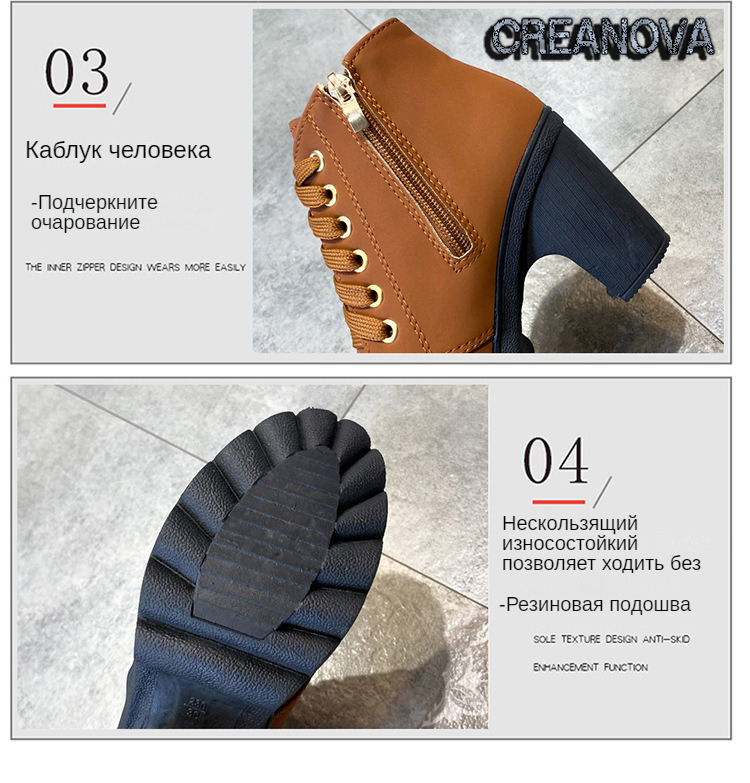 CREANOVA
03
Каблук человека
-Подчеркните
очарование
THE INNER ZIPPER DESIGN WEARS MORE EASILY
04
Нескользящий
износостойкий
позволяет ходить без
-Резиновая подошва
SOLE TEXTURE DESIGN ANTI-SKID
ENHANCEMENT FUNCTION